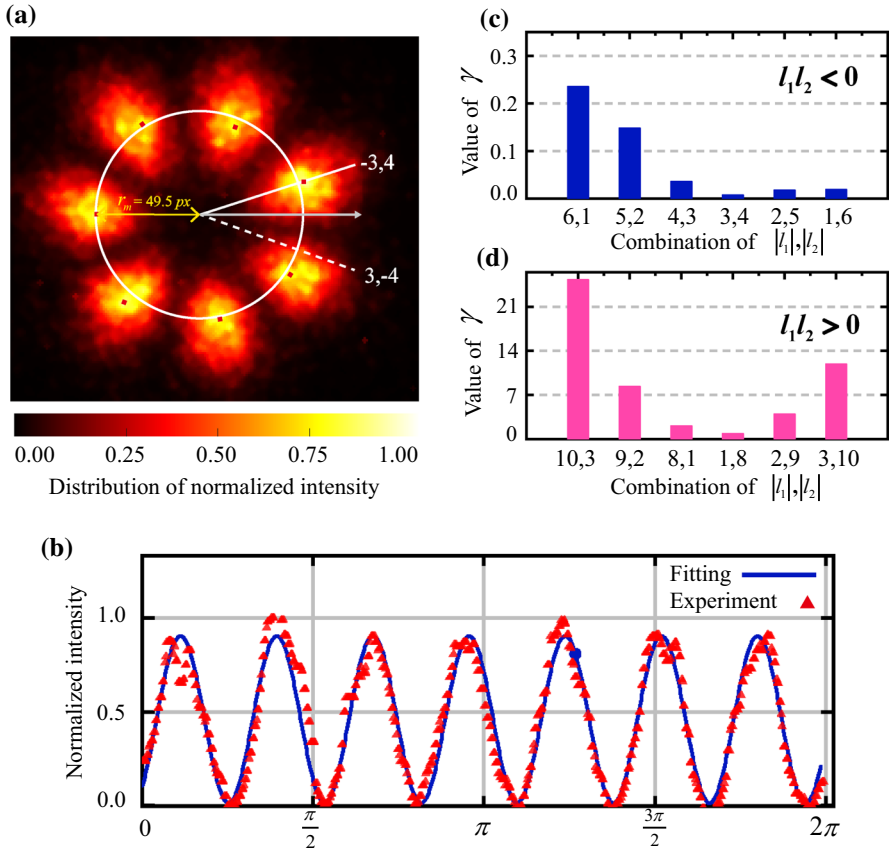 (a)
-3,4
r_m = 49.5 px
3,-4
0.00 0.25 0.50 0.75 1.00
Distribution of normalized intensity
(c)
Value of γ
0.3
0.2
0.1
0.0
l₁l₂ < 0
6,1 5,2 4,3 3,4 2,5 1,6
Combination of |l₁|,|l₂|
(d)
Value of γ
21
14
7
0
l₁l₂ > 0
10,3 9,2 8,1 1,8 2,9 3,10
Combination of |l₁|,|l₂|
(b)
Normalized intensity
1.0
0.5
0.0
Fitting
Experiment
0 π/2 π 3π/2 2π